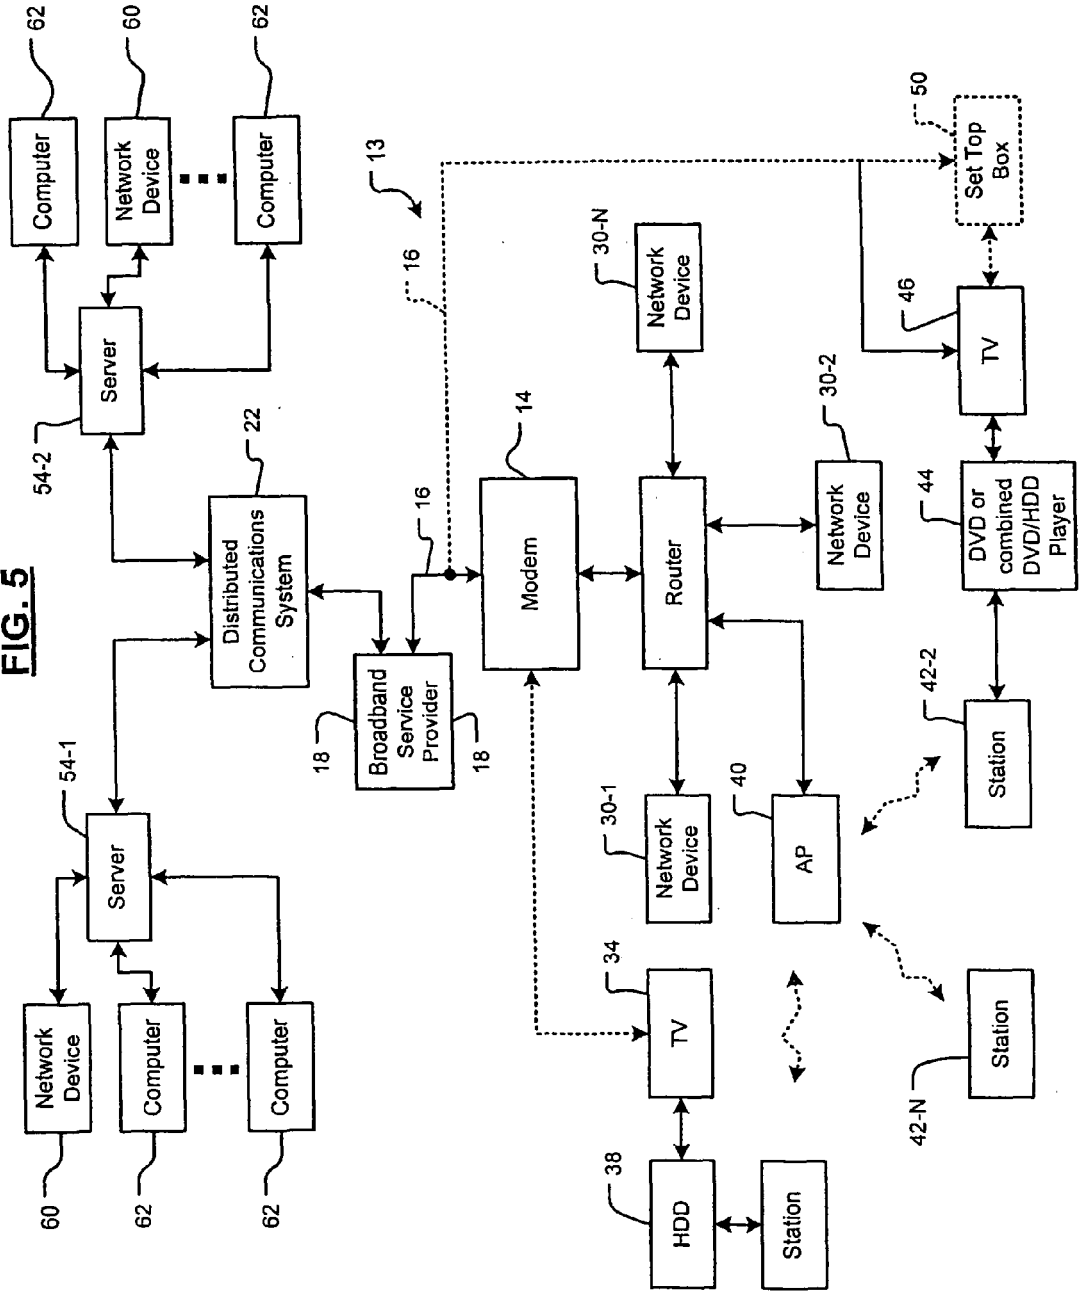 FIG. 5
60
Network
Device
62
Computer
62
Computer
54-1
Server
54-2
Server
62
Computer
60
Network
Device
62
Computer
22
Distributed
Communications
System
18
Broadband
Service
Provider
18
16
16
13
14
Modem
Router
30-1
Network
Device
30-N
Network
Device
30-2
Network
Device
34
TV
38
HDD
Station
40
AP
42-N
Station
42-2
Station
44
DVD or
combined
DVD/HDD
Player
46
TV
50
Set Top
Box